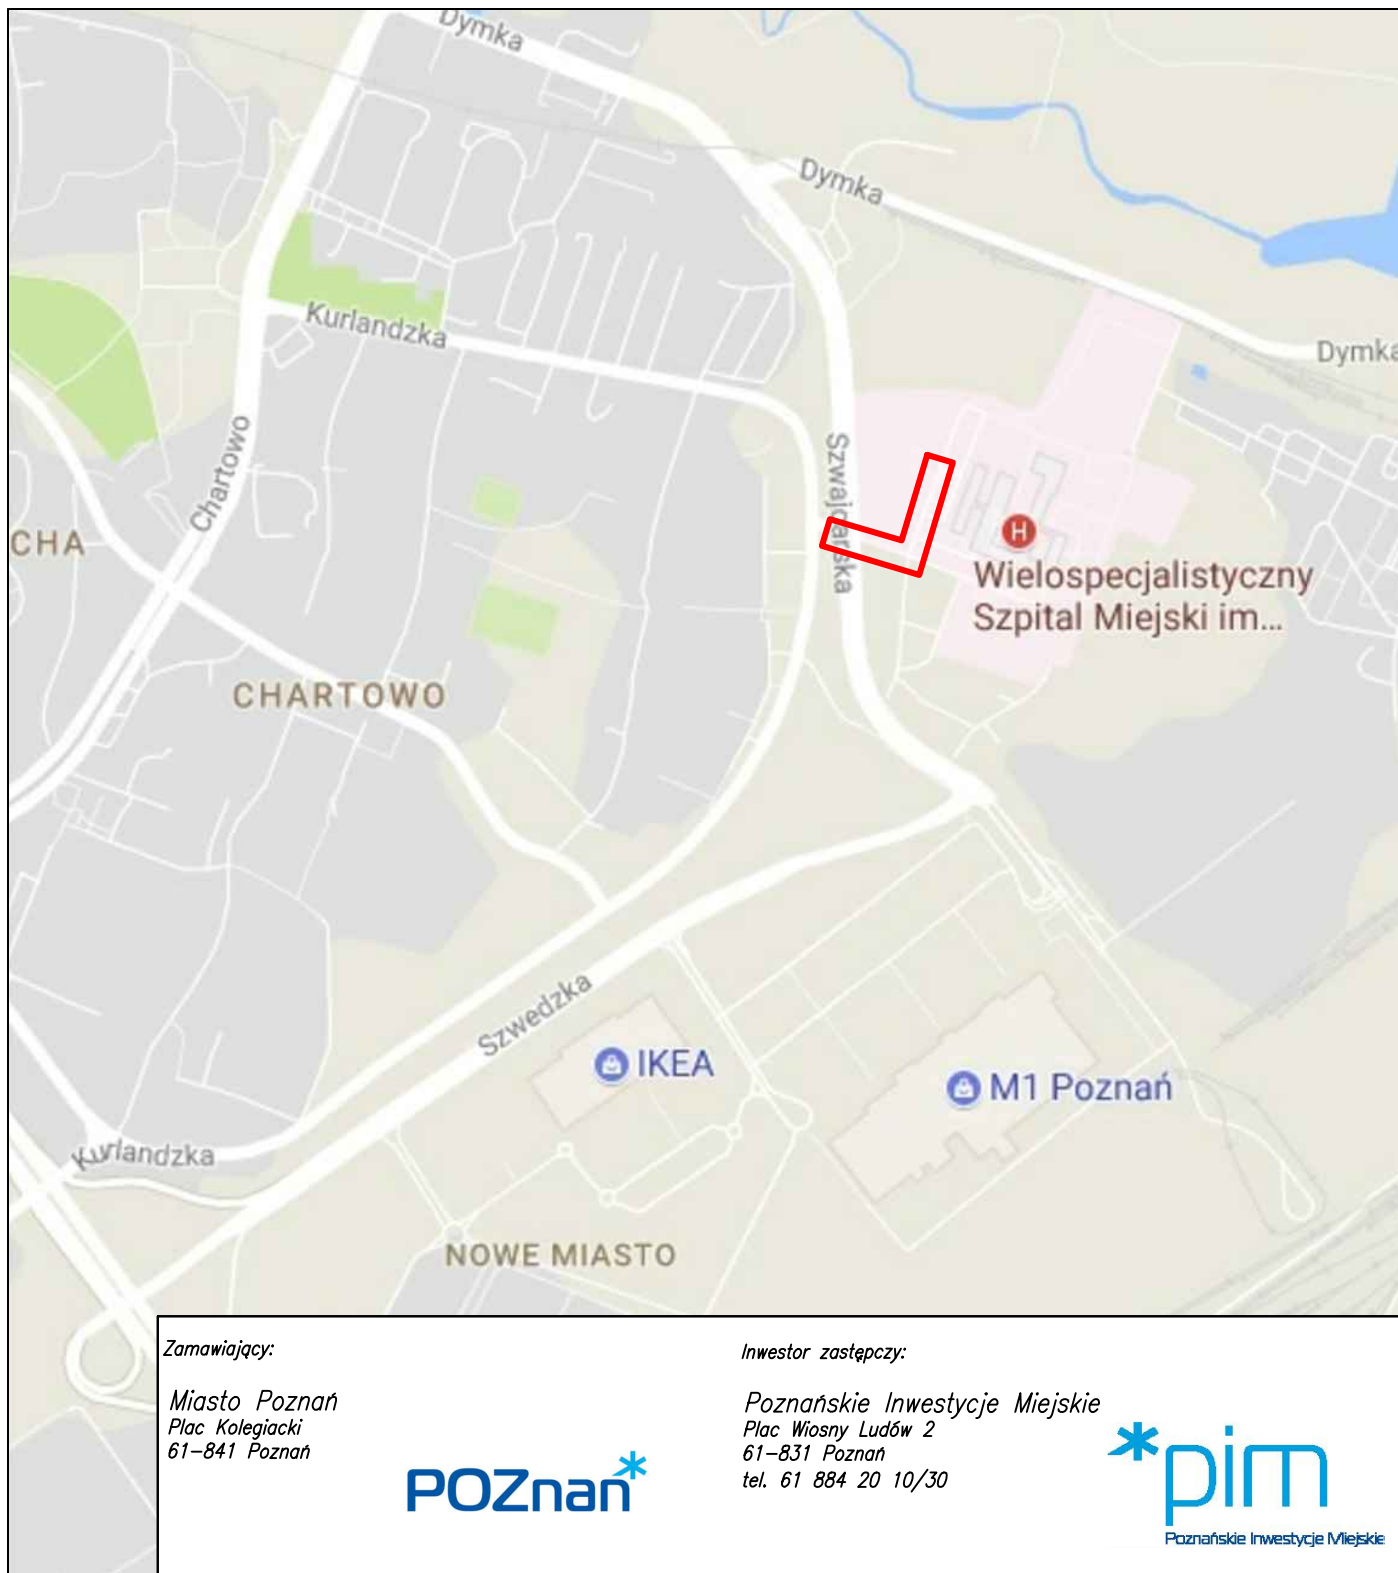 Dymka
Dymka
Kurlandzka
Dymka
Chartowo
Szwajcarska
CHA
H
Wielospecjalistyczny
Szpital Miejski im...
CHARTOWO
Szwedzka
IKEA
M1 Poznań
Kurlandzka
NOWE MIASTO
Zamawiający:
Miasto Poznań
Plac Kolegiacki
61-841 Poznań
POZnan*
Inwestor zastępczy:
Poznańskie Inwestycje Miejskie
Plac Wiosny Ludów 2
61-831 Poznań
tel. 61 884 20 10/30
*pim
Poznańskie Inwestycje Miejskie